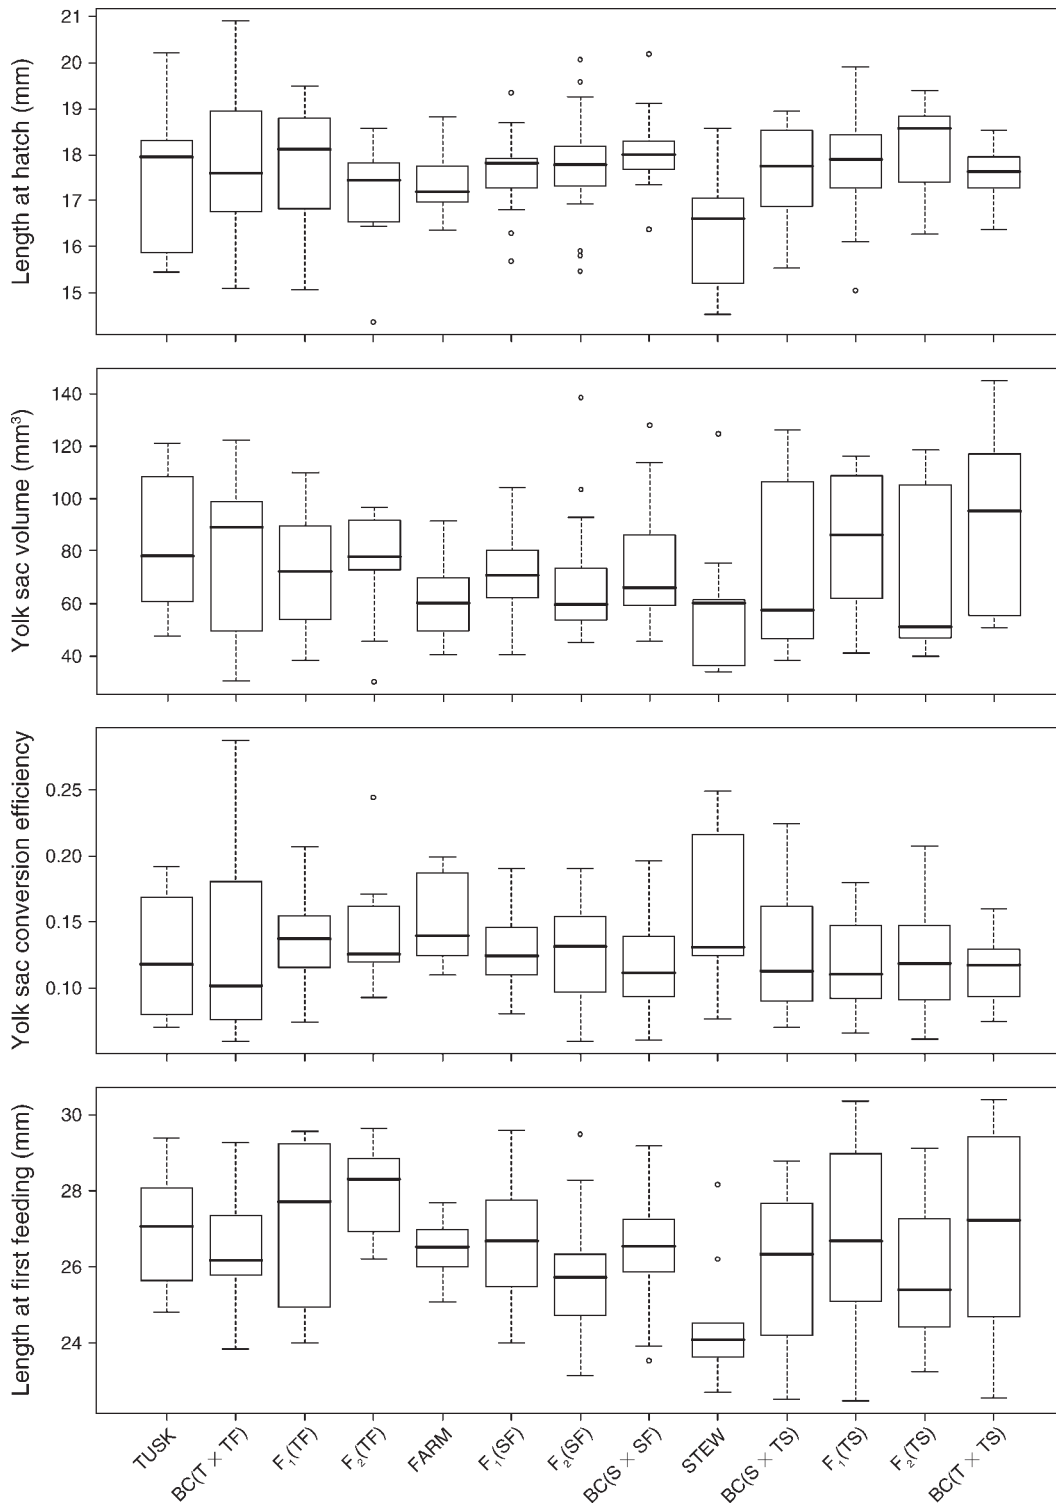 Length at hatch (mm)
21
20
19
18
17
16
15
Yolk sac volume (mm³)
140
120
100
80
60
40
Yolk sac conversion efficiency
0.25
0.20
0.15
0.10
Length at first feeding (mm)
30
28
26
24
TUSK
BC(T × TF)
F₁(TF)
F₂(TF)
FARM
F₁(SF)
F₂(SF)
BC(S × SF)
STEW
BC(S × TS)
F₁(TS)
F₂(TS)
BC(T × TS)